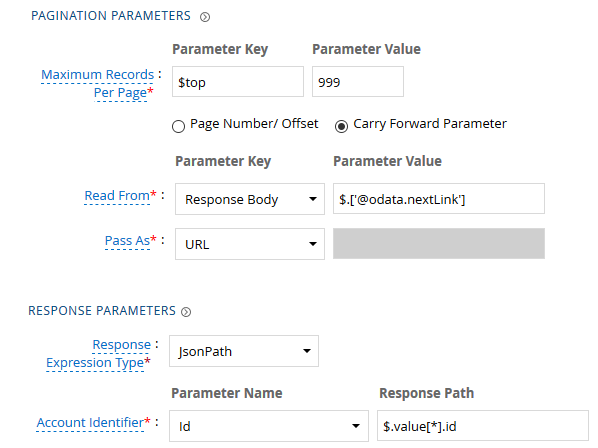 PAGINATION PARAMETERS
Parameter Key Parameter Value
Maximum Records :
Per Page*
$top 999
Page Number/ Offset Carry Forward Parameter
Parameter Key Parameter Value
Read From* : Response Body $.['@odata.nextLink']
Pass As* : URL
RESPONSE PARAMETERS
Response :
Expression Type*
JsonPath
Parameter Name Response Path
Account Identifier* : Id $.value[*].id